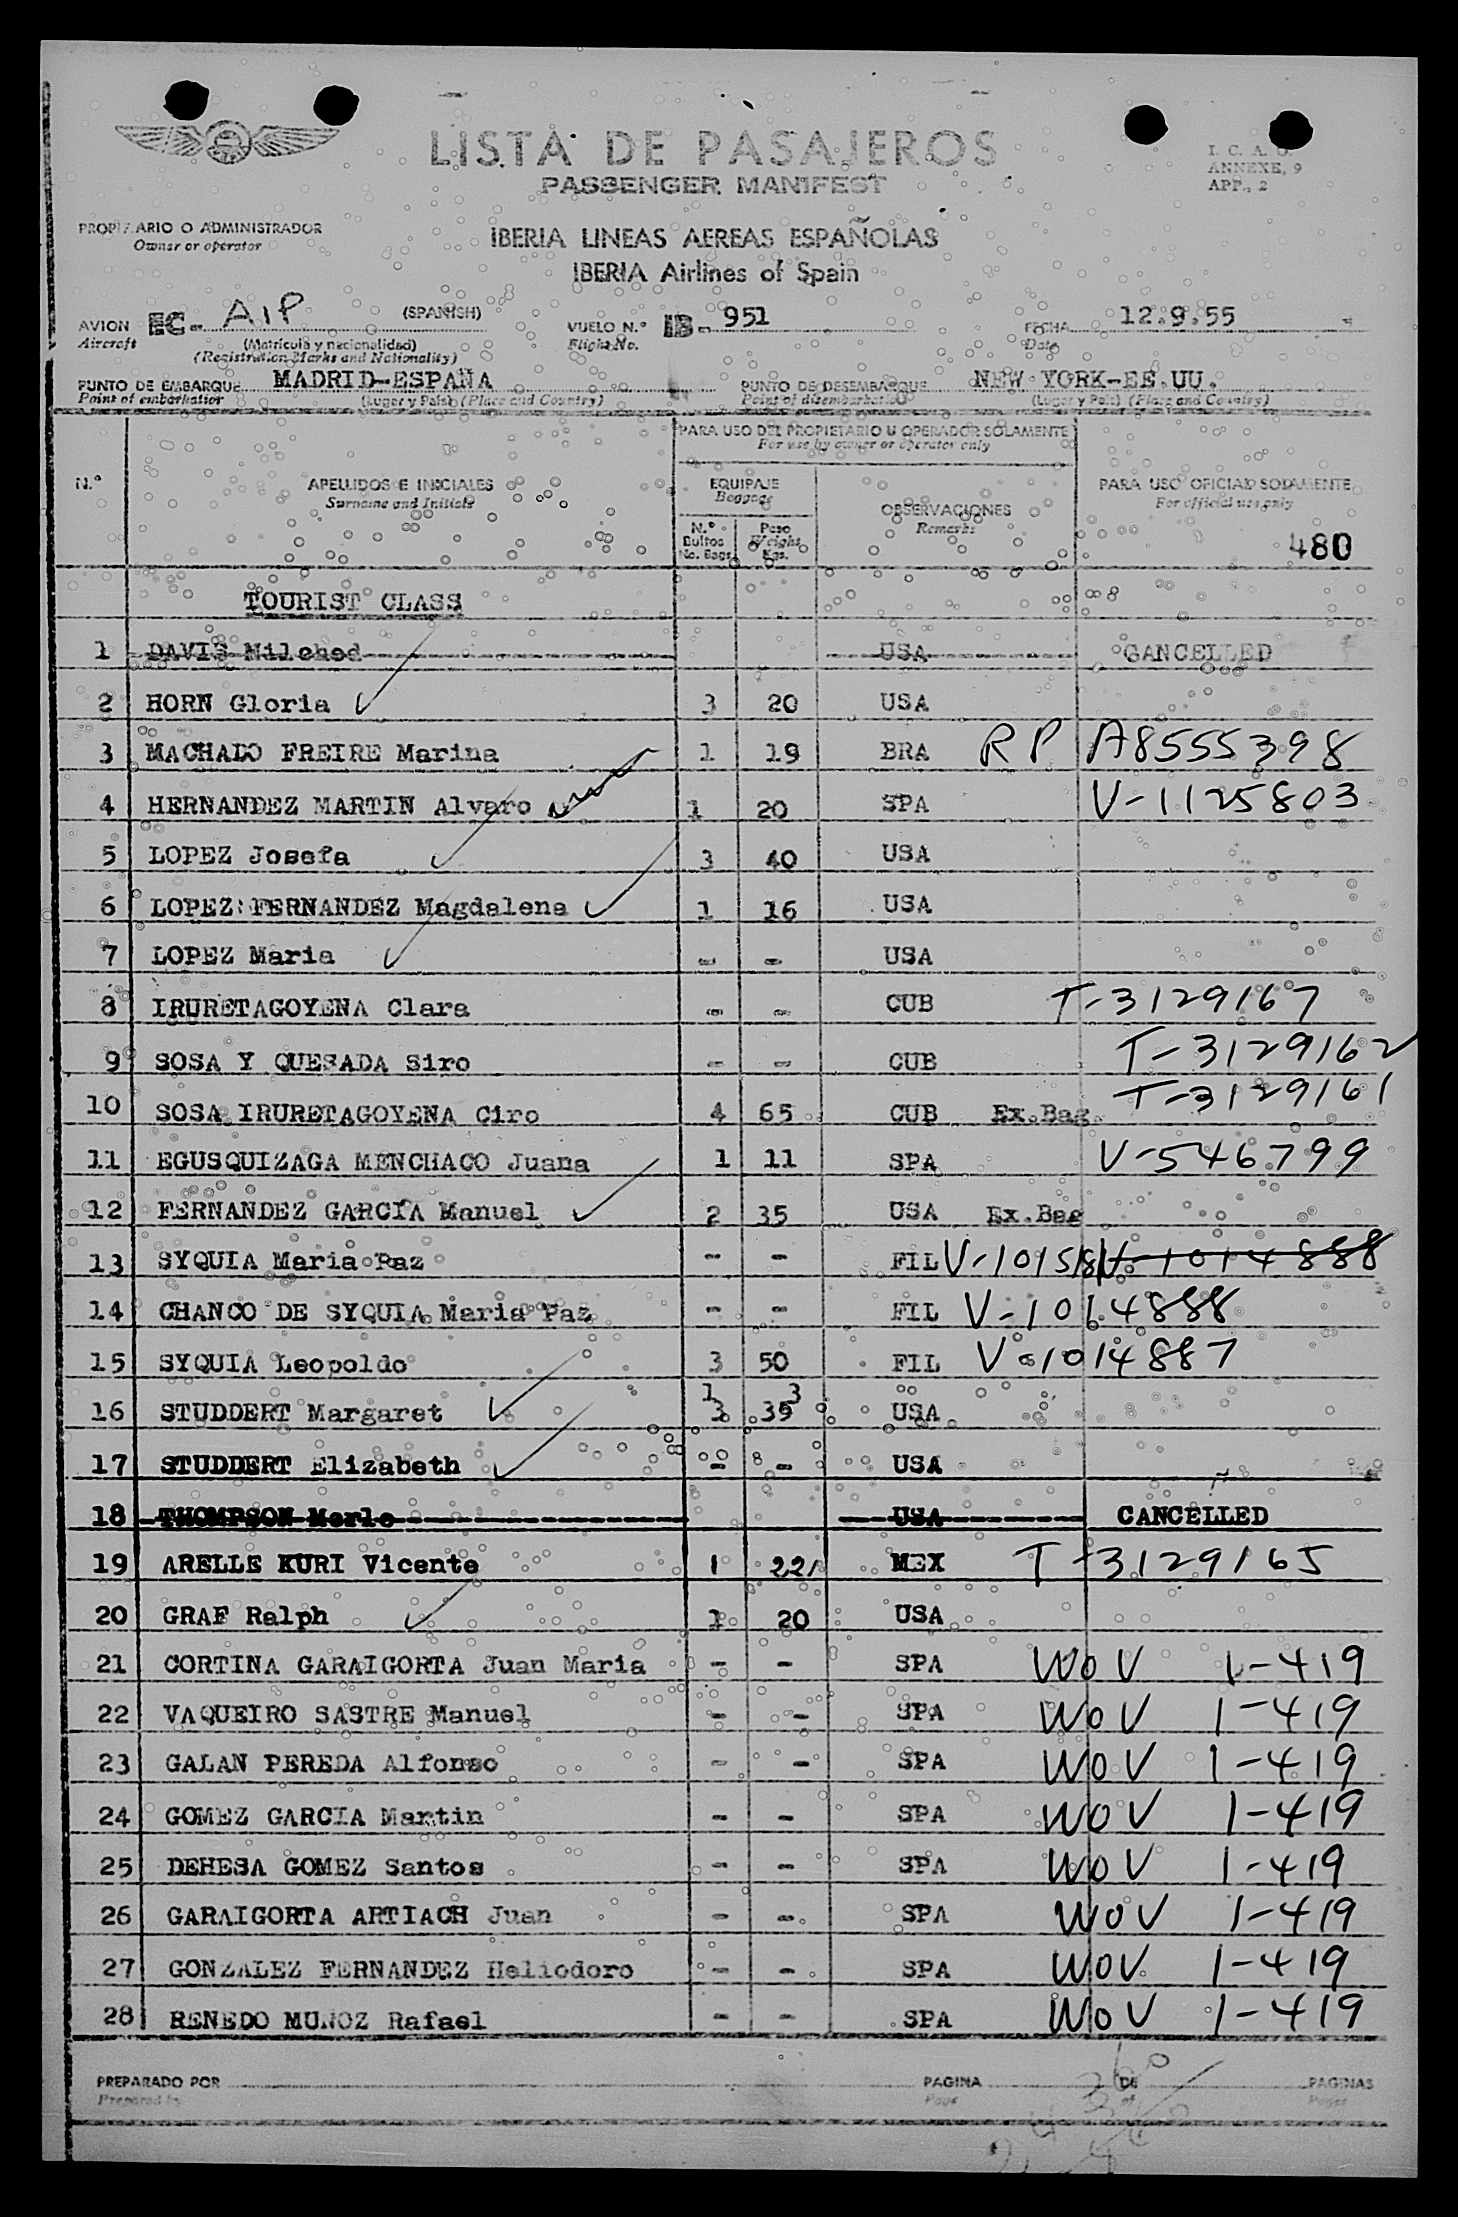 LISTA DE PASAJEROS
PASSENGER MANIFEST
I. C. A. O.
ANNEXE, 9
APP., 2
PROPIETARIO O ADMINISTRADOR
Owner or operator
IBERIA LINEAS AEREAS ESPAÑOLAS
IBERIA Airlines of Spain
AVION EC - AIP (SPANISH) VUELO N.° IB - 951 FECHA 12.9.55
Aircraft (Matrícula y nacionalidad) Flight No. Date
(Registration Marks and Nationality)
PUNTO DE EMBARQUE MADRID-ESPAÑA PUNTO DE DESEMBARQUE NEW YORK-EE.UU.
Point of embarkation (Lugar y País) (Place and Country) Point of disembarkation (Lugar y País) (Place and Country)
PARA USO DEL PROPIETARIO U OPERADOR SOLAMENTE
For use by owner or operator only
N.° APELLIDOS E INICIALES EQUIPAJE OBSERVACIONES PARA USO OFICIAL SOLAMENTE
Surname and Initials Baggage Remarks For official use only
N.° Bultos Peso
No. Bags Weight Kgs.
480
TOURIST CLASS
1 DAVIS Milched USA CANCELLED
2 HORN Gloria 3 20 USA
3 MACHADO FREIRE Marina 1 19 BRA RP A8555398
4 HERNANDEZ MARTIN Alvaro 1 20 SPA V-1125803
5 LOPEZ Josefa 3 40 USA
6 LOPEZ FERNANDEZ Magdalena 1 16 USA
7 LOPEZ Maria - - USA
8 IRURETAGOYENA Clara - - CUB T-3129167
9 SOSA Y QUESADA Siro - - CUB T-3129162
10 SOSA IRURETAGOYENA Ciro 4 65 CUB Ex.Bag. T-3129161
11 EGUSQUIZAGA MENCHACO Juana 1 11 SPA V-546799
12 FERNANDEZ GARCIA Manuel 2 35 USA Ex.Bag
13 SYQUIA Maria Paz - - FIL V-101518 V-1014888
14 CHANCO DE SYQUIA Maria Paz - - FIL V-1014888
15 SYQUIA Leopoldo 3 50 FIL V-1014887
16 STUDDERT Margaret 3 39 USA
17 STUDDERT Elizabeth - - USA
18 THOMPSON Merle USA CANCELLED
19 ARELLE KURI Vicente 1 22 MEX T-3129165
20 GRAF Ralph 1 20 USA
21 CORTINA GARAIGORTA Juan Maria - - SPA WOV 1-419
22 VAQUEIRO SASTRE Manuel - - SPA WOV 1-419
23 GALAN PEREDA Alfonso - - SPA WOV 1-419
24 GOMEZ GARCIA Martin - - SPA WOV 1-419
25 DEHESA GOMEZ Santos - - SPA WOV 1-419
26 GARAIGORTA ARTIACH Juan - - SPA WOV 1-419
27 GONZALEZ FERNANDEZ Heliodoro - - SPA WOV 1-419
28 RENEDO MUÑOZ Rafael - - SPA WOV 1-419
PREPARADO POR PAGINA DE PAGINAS
Prepared by Page of Pages